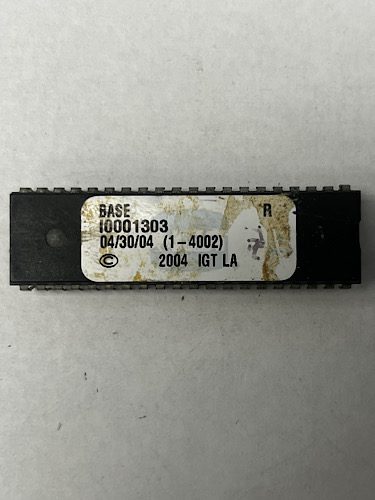 BASE R
I0001303
04/30/04 (1-4002)
© 2004 IGT LA